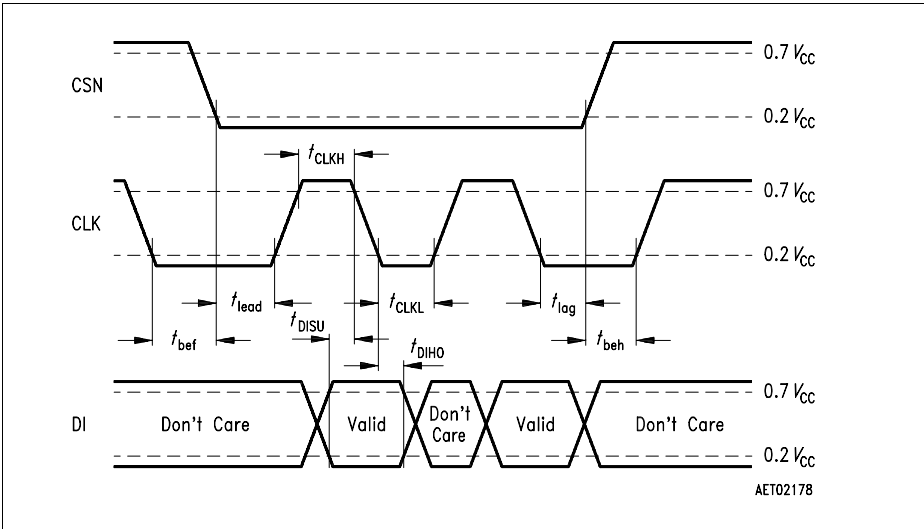 CSN
0.7 VCC
0.2 VCC
tCLKH
CLK
0.7 VCC
0.2 VCC
tlead
tCLKL
tlag
tDISU
tbef
tbeh
tDIHO
DI
Don't Care
Valid
Don't
Care
Valid
Don't Care
0.7 VCC
0.2 VCC
AET02178